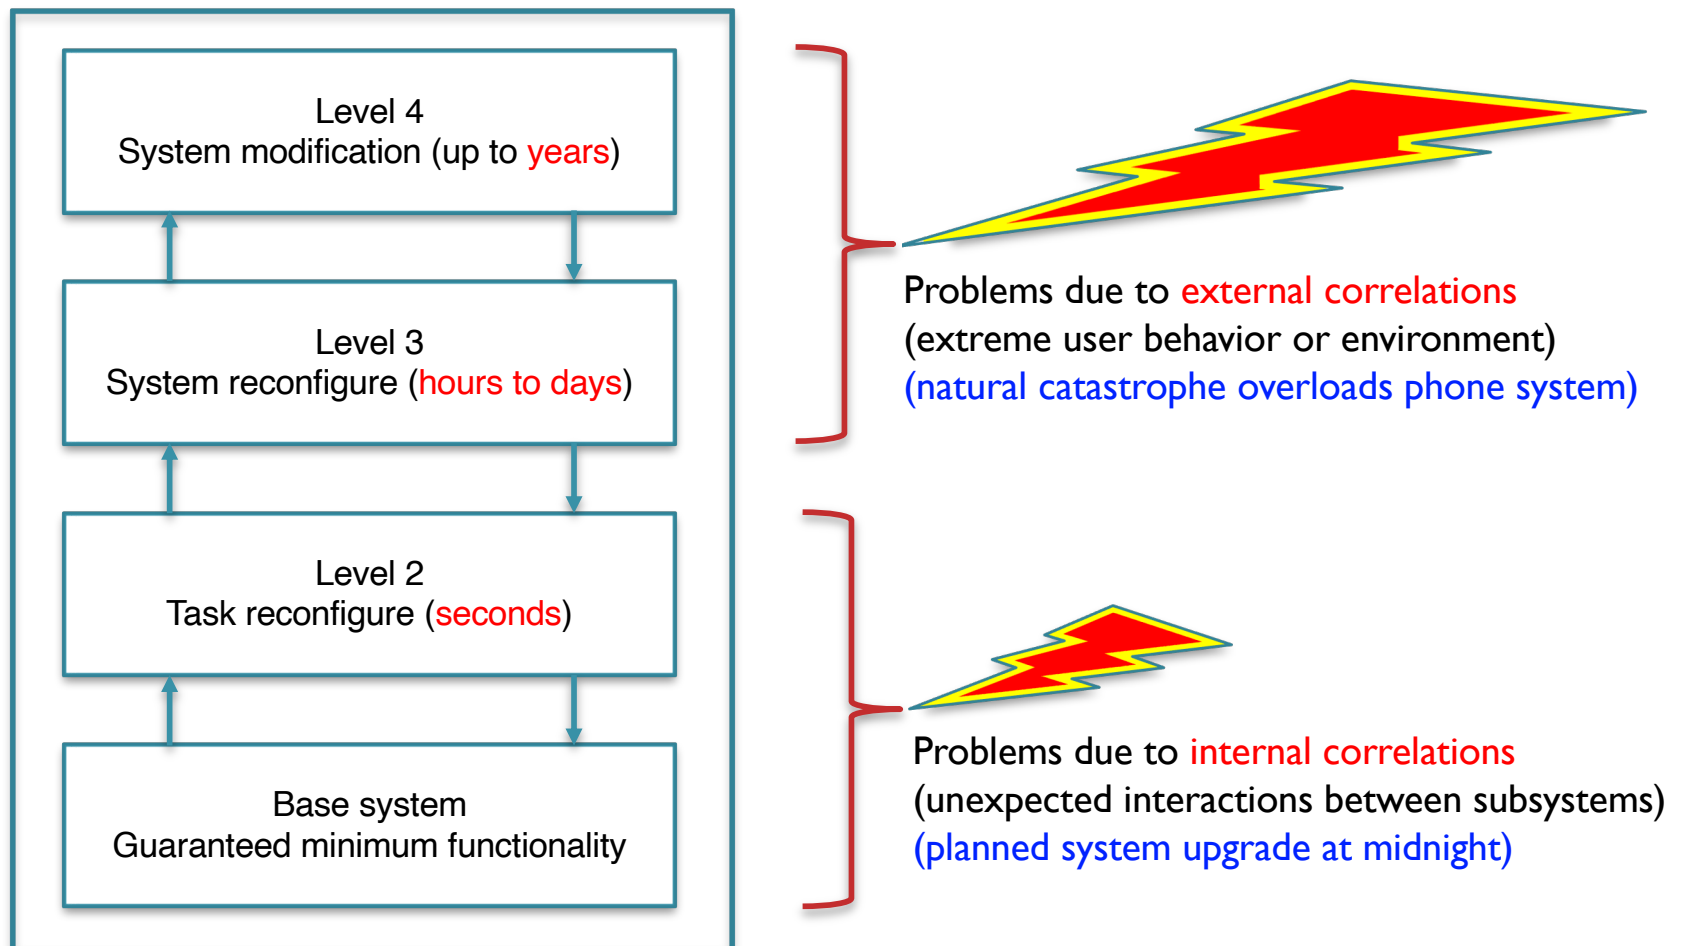 Level 4
System modification (up to years)
Level 3
System reconfigure (hours to days)
Level 2
Task reconfigure (seconds)
Base system
Guaranteed minimum functionality
Problems due to external correlations
(extreme user behavior or environment)
(natural catastrophe overloads phone system)
Problems due to internal correlations
(unexpected interactions between subsystems)
(planned system upgrade at midnight)